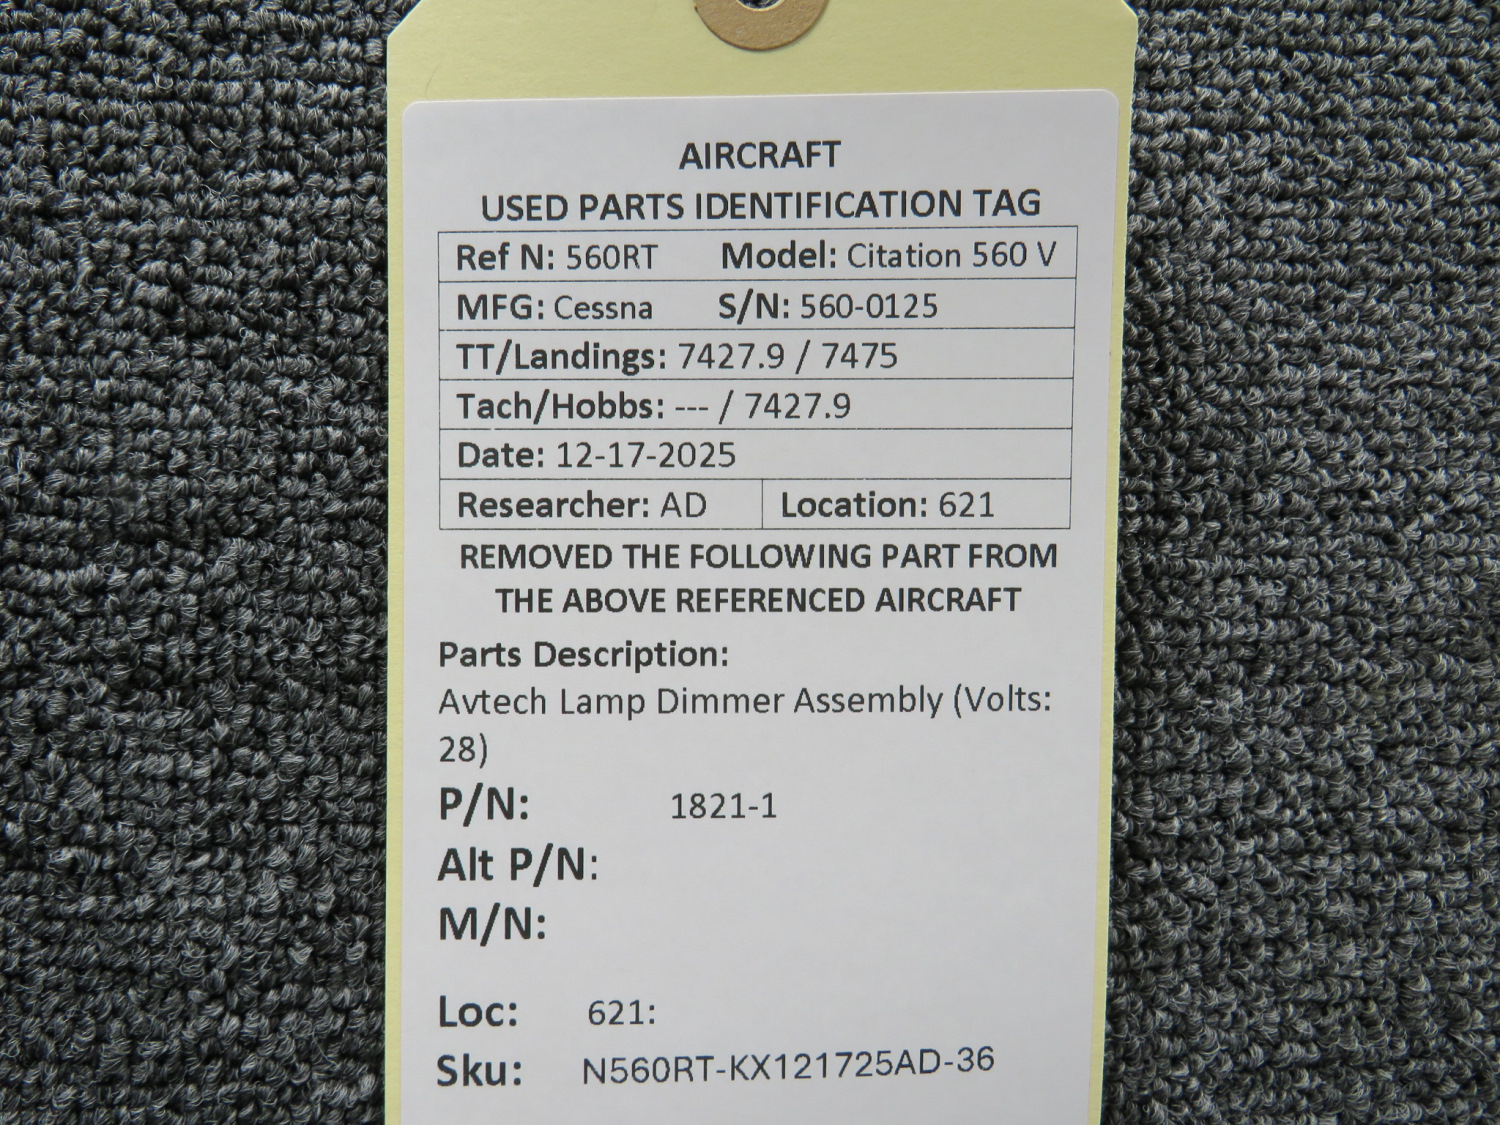 AIRCRAFT
USED PARTS IDENTIFICATION TAG
Ref N: 560RT Model: Citation 560 V
MFG: Cessna S/N: 560-0125
TT/Landings: 7427.9 / 7475
Tach/Hobbs: --- / 7427.9
Date: 12-17-2025
Researcher: AD Location: 621
REMOVED THE FOLLOWING PART FROM
THE ABOVE REFERENCED AIRCRAFT
Parts Description:
Avtech Lamp Dimmer Assembly (Volts:
28)
P/N: 1821-1
Alt P/N:
M/N:
Loc: 621:
Sku: N560RT-KX121725AD-36